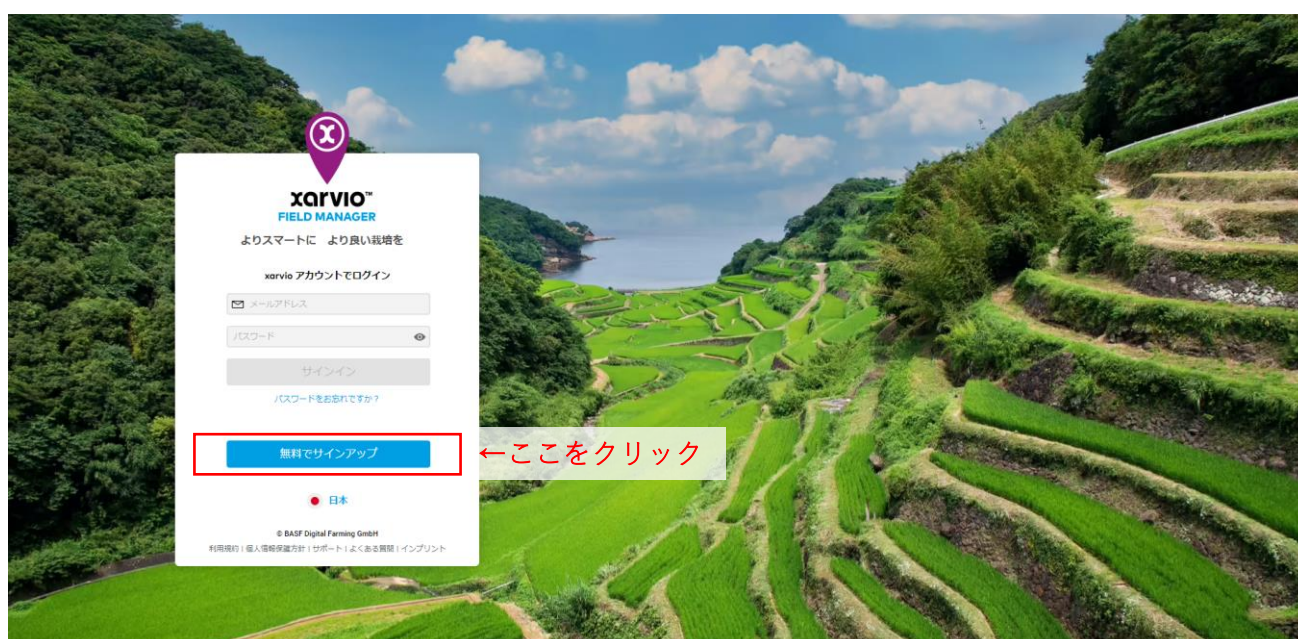 xarvio™
FIELD MANAGER
よりスマートに より良い栽培を
xarvio アカウントでログイン
メールアドレス
パスワード
サインイン
パスワードをお忘れですか?
無料でサインアップ
←ここをクリック
日本
© BASF Digital Farming GmbH
利用規約 | 個人情報保護方針 | サポート | よくある質問 | インプリント